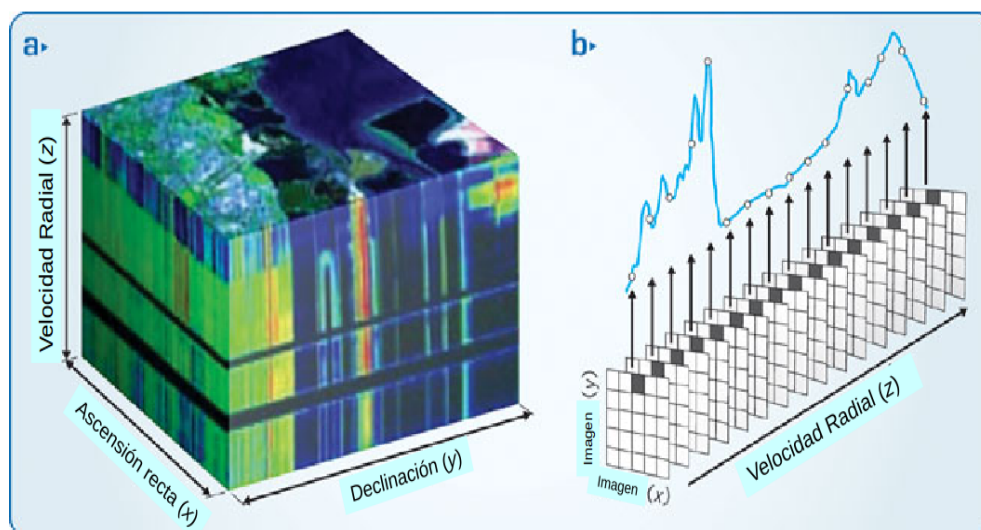 a
Velocidad Radial (z)
Ascensión recta (x)
Declinación (y)
b
Imagen (y)
Imagen (x)
Velocidad Radial (z)